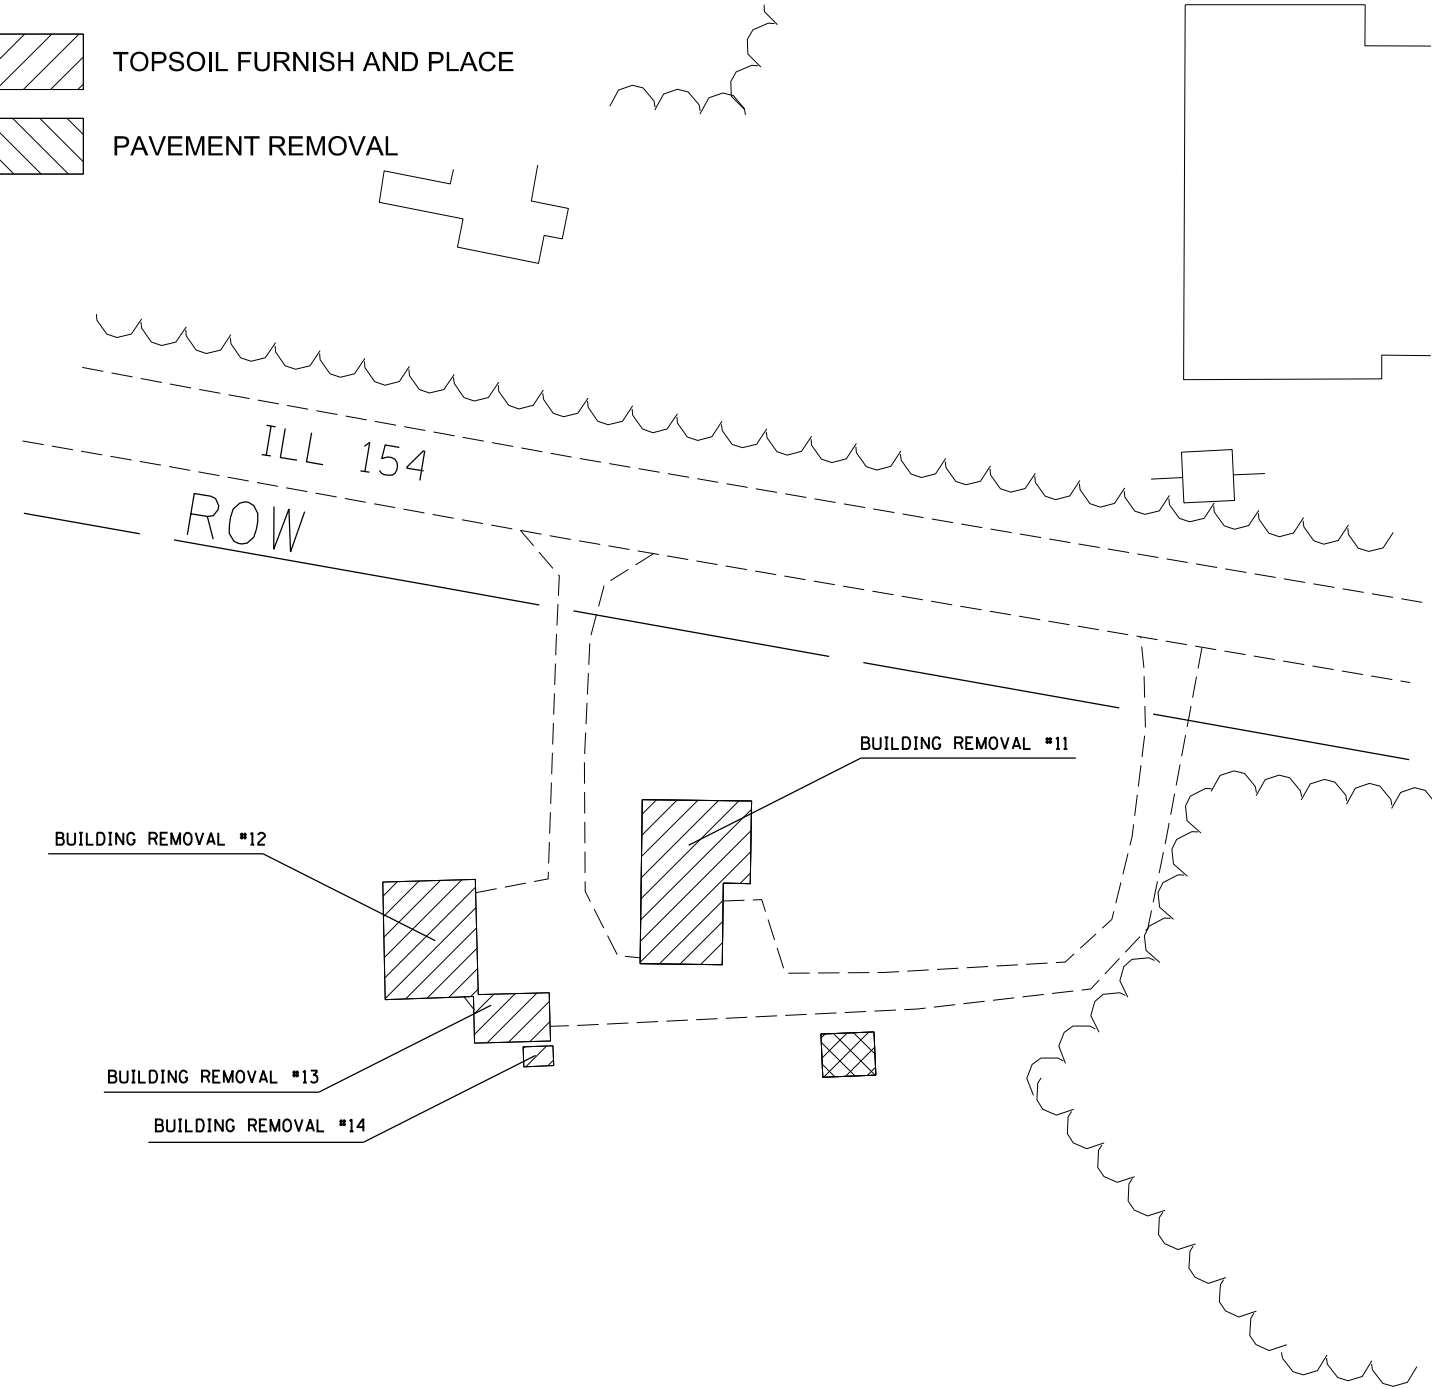 TOPSOIL FURNISH AND PLACE
PAVEMENT REMOVAL
ILL 154
ROW
BUILDING REMOVAL #11
BUILDING REMOVAL #12
BUILDING REMOVAL #13
BUILDING REMOVAL #14